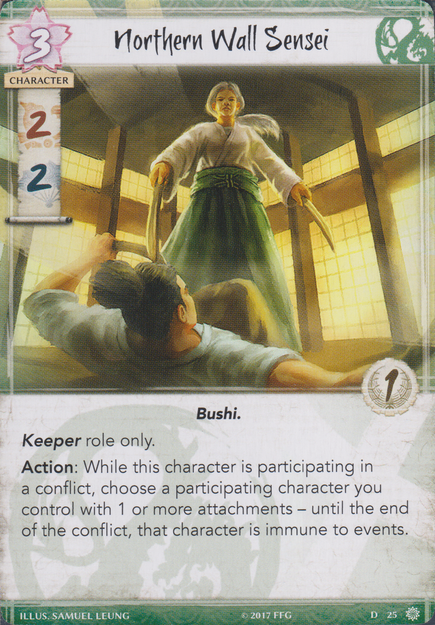 3
Northern Wall Sensei
CHARACTER
2
2
1
Bushi.
Keeper role only.
Action: While this character is participating in
a conflict, choose a participating character you
control with 1 or more attachments – until the end
of the conflict, that character is immune to events.
ILLUS. SAMUEL LEUNG © 2017 FFG D 25